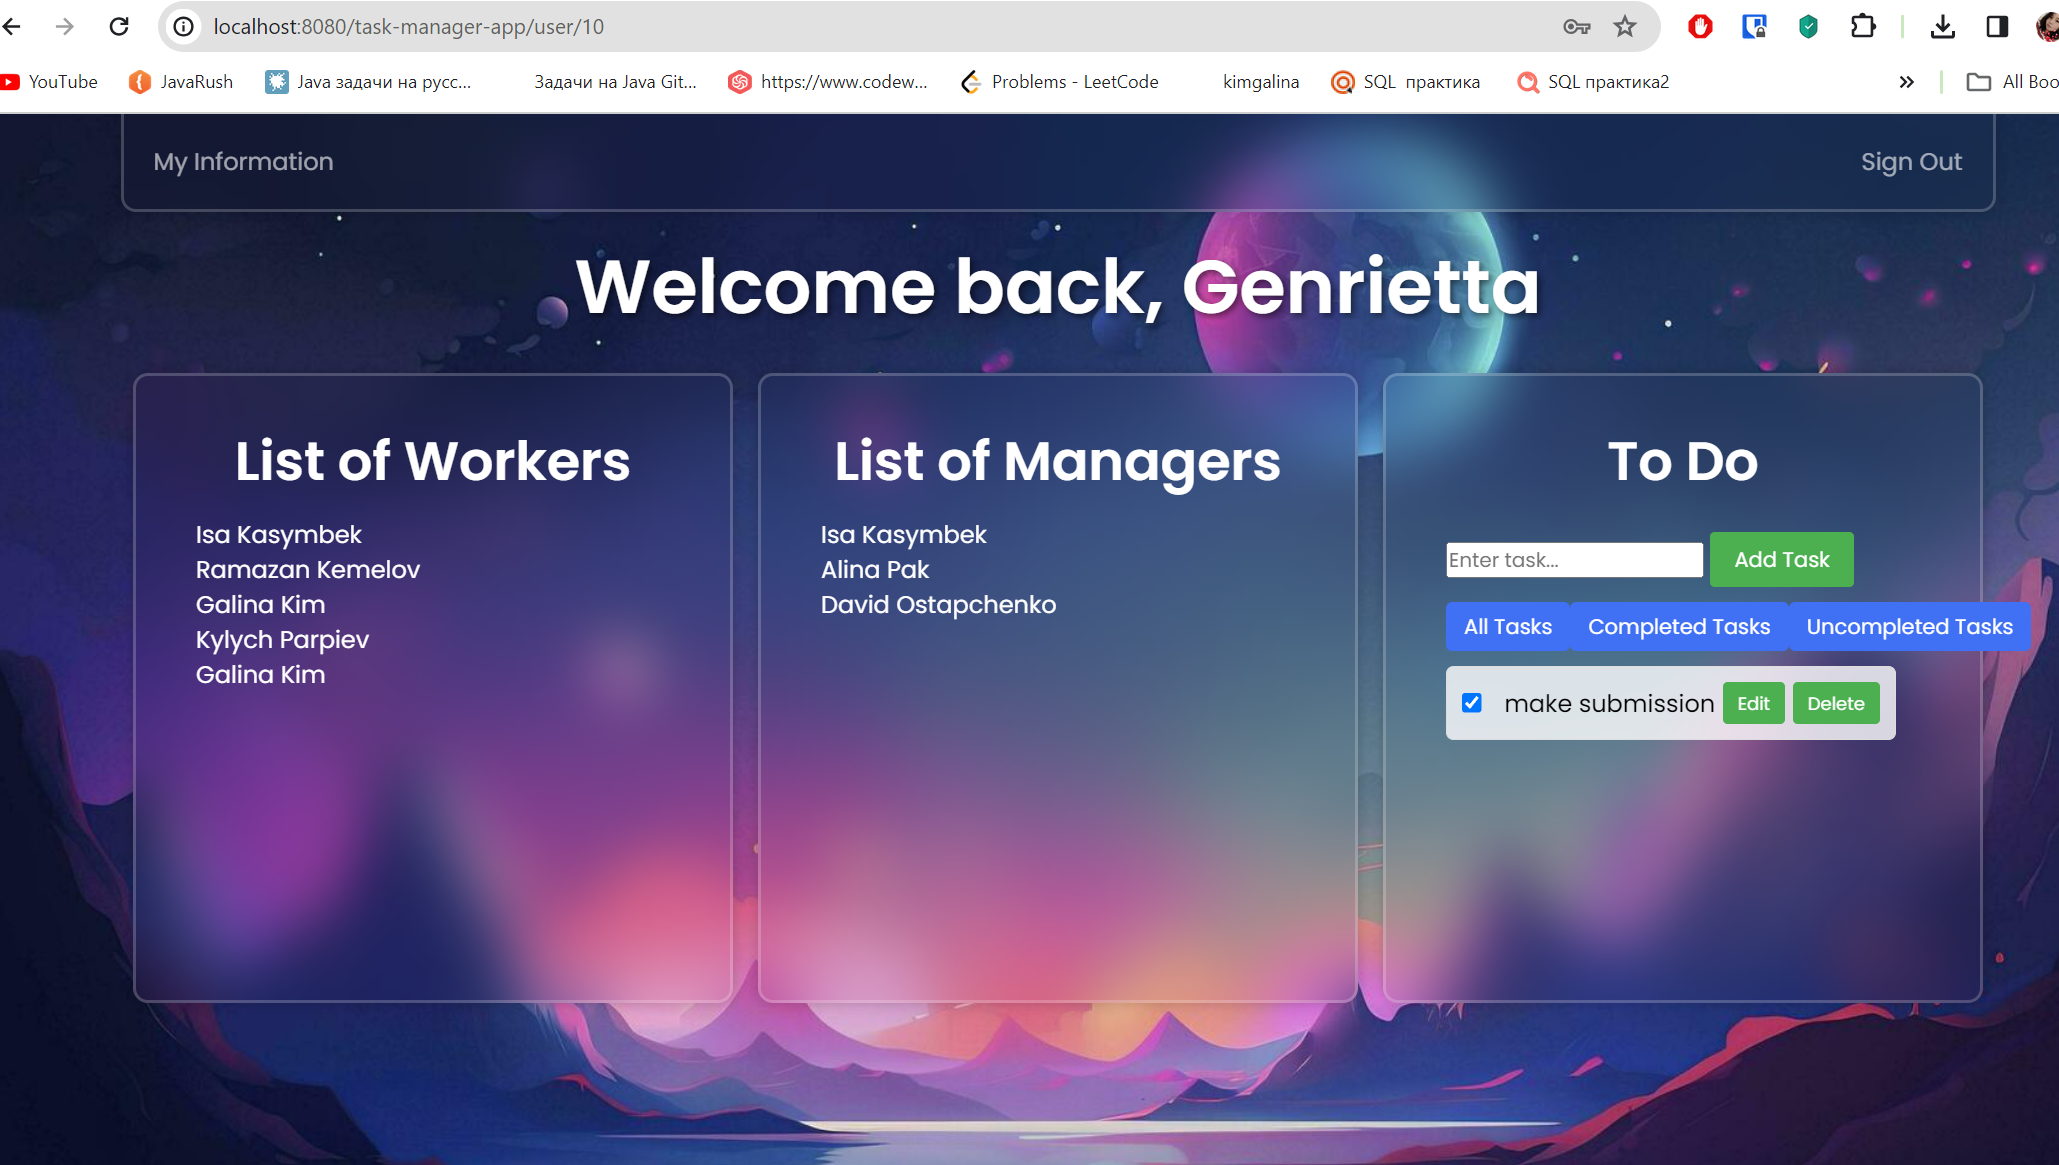 localhost:8080/task-manager-app/user/10
YouTube JavaRush Java задачи на русс... Задачи на Java Git... https://www.codew... Problems - LeetCode kimgalina SQL практика SQL практика2 All Boo
My Information Sign Out
Welcome back, Genrietta
List of Workers
Isa Kasymbek
Ramazan Kemelov
Galina Kim
Kylych Parpiev
Galina Kim
List of Managers
Isa Kasymbek
Alina Pak
David Ostapchenko
To Do
Enter task... Add Task
All Tasks Completed Tasks Uncompleted Tasks
make submission Edit Delete